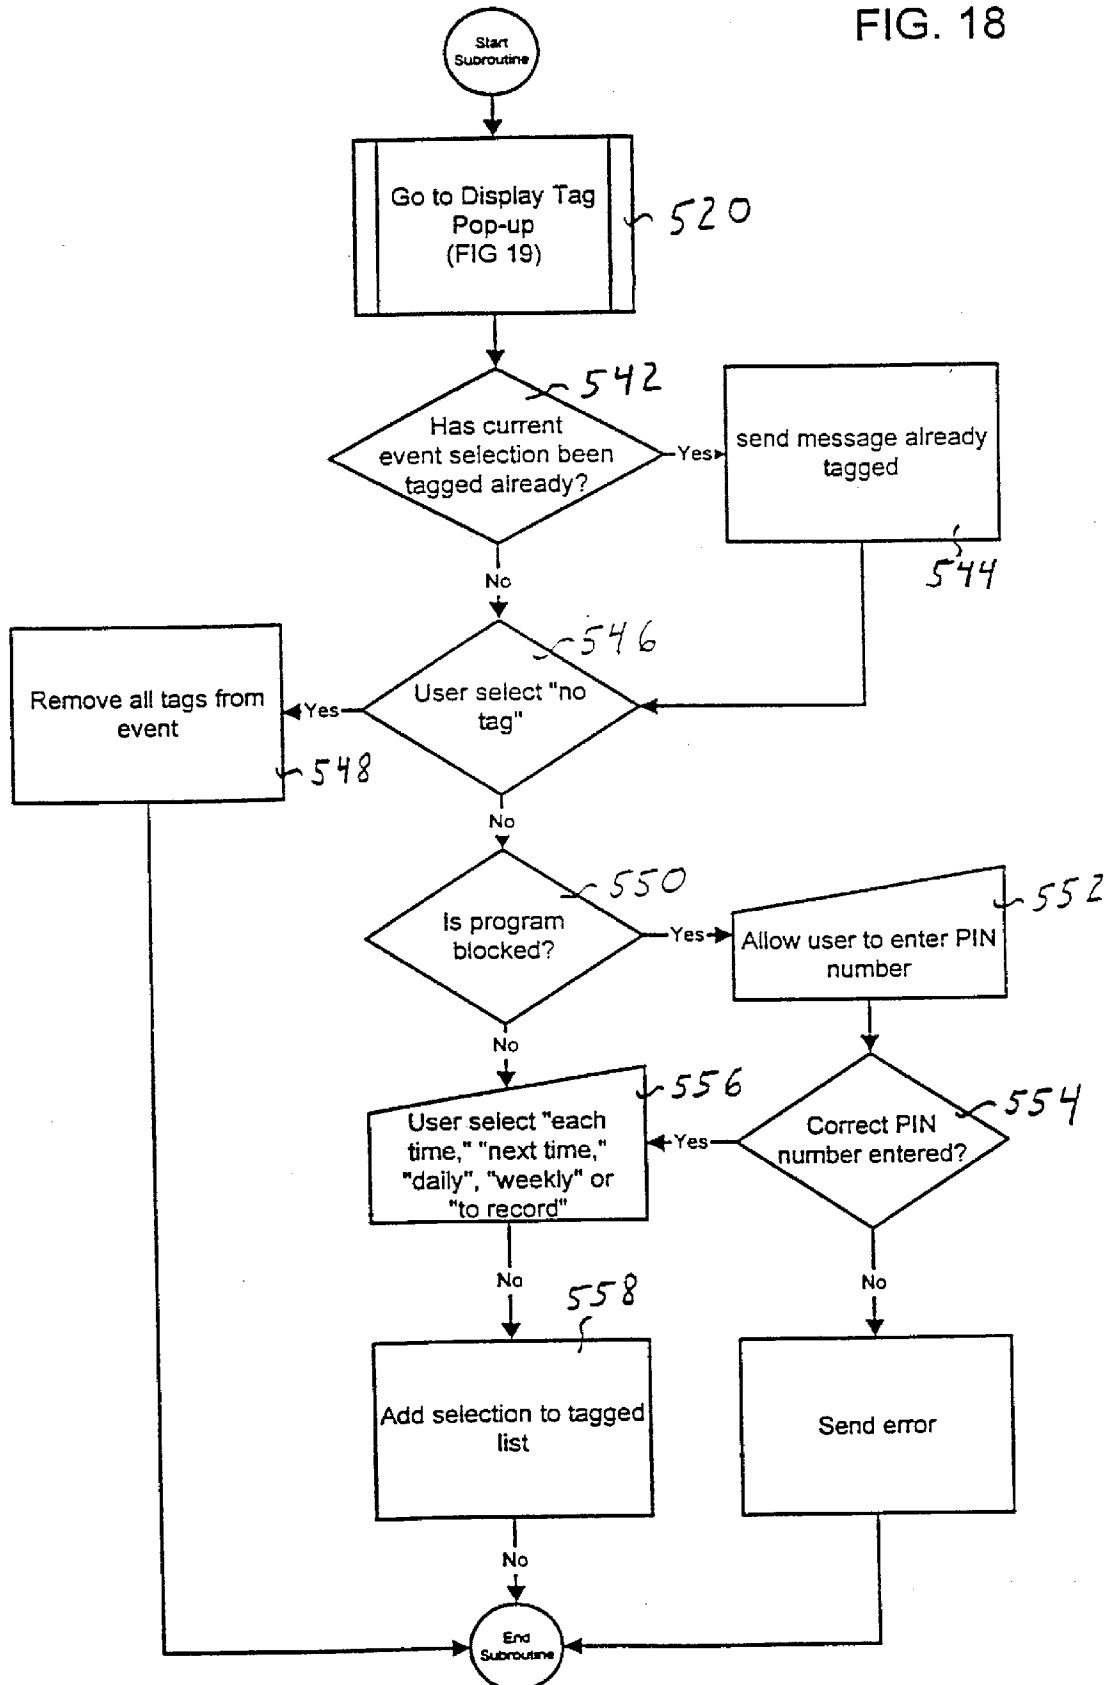 FIG. 18
Start
Subroutine
Go to Display Tag
Pop-up
(FIG 19)
520
542
Has current
event selection been
tagged already?
Yes
send message already
tagged
544
No
546
User select "no
tag"
Yes
Remove all tags from
event
548
No
550
Is program
blocked?
Yes
552
Allow user to enter PIN
number
No
556
User select "each
time," "next time,"
"daily", "weekly" or
"to record"
554
Correct PIN
number entered?
Yes
No
No
558
Add selection to tagged
list
Send error
No
End
Subroutine